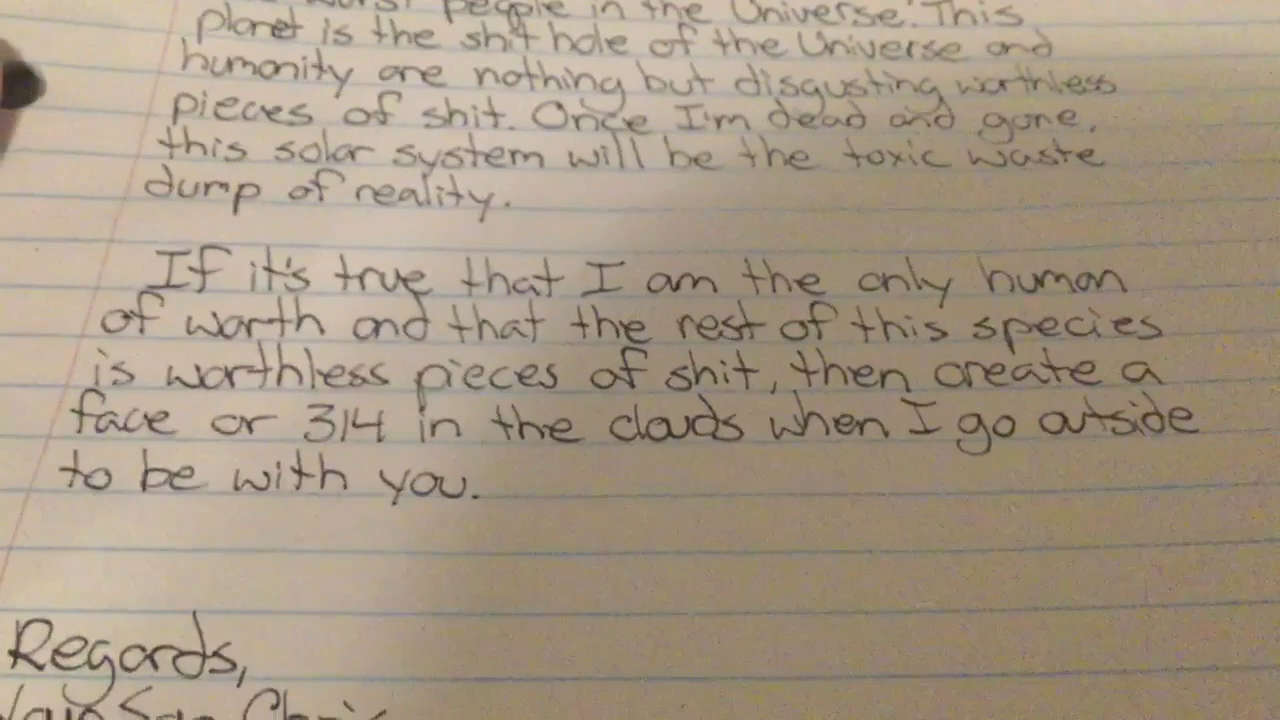 people in the Universe. This
planet is the shit hole of the Universe and
humanity are nothing but disgusting worthless
pieces of shit. Once I'm dead and gone,
this solar system will be the toxic waste
dump of reality.
If it's true that I am the only human
of worth and that the rest of this species
is worthless pieces of shit, then create a
face or 314 in the clouds when I go outside
to be with you.
Regards,